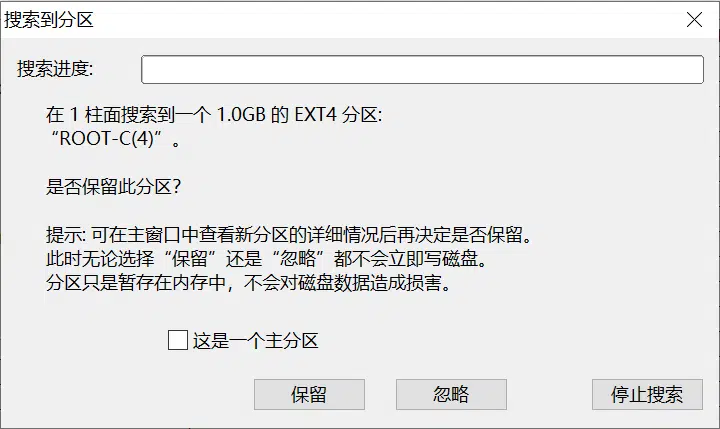 搜索到分区
搜索进度:
在 1 柱面搜索到一个 1.0GB 的 EXT4 分区:
“ROOT-C(4)”。
是否保留此分区?
提示: 可在主窗口中查看新分区的详细情况后再决定是否保留。
此时无论选择“保留”还是“忽略”都不会立即写磁盘。
分区只是暂存在内存中，不会对磁盘数据造成损害。
这是一个主分区
保留
忽略
停止搜索